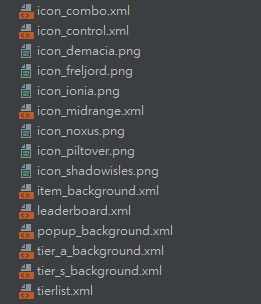 icon_combo.xml
icon_control.xml
icon_demacia.png
icon_freljord.png
icon_ionia.png
icon_midrange.xml
icon_noxus.png
icon_piltover.png
icon_shadowisles.png
item_background.xml
leaderboard.xml
popup_background.xml
tier_a_background.xml
tier_s_background.xml
tierlist.xml